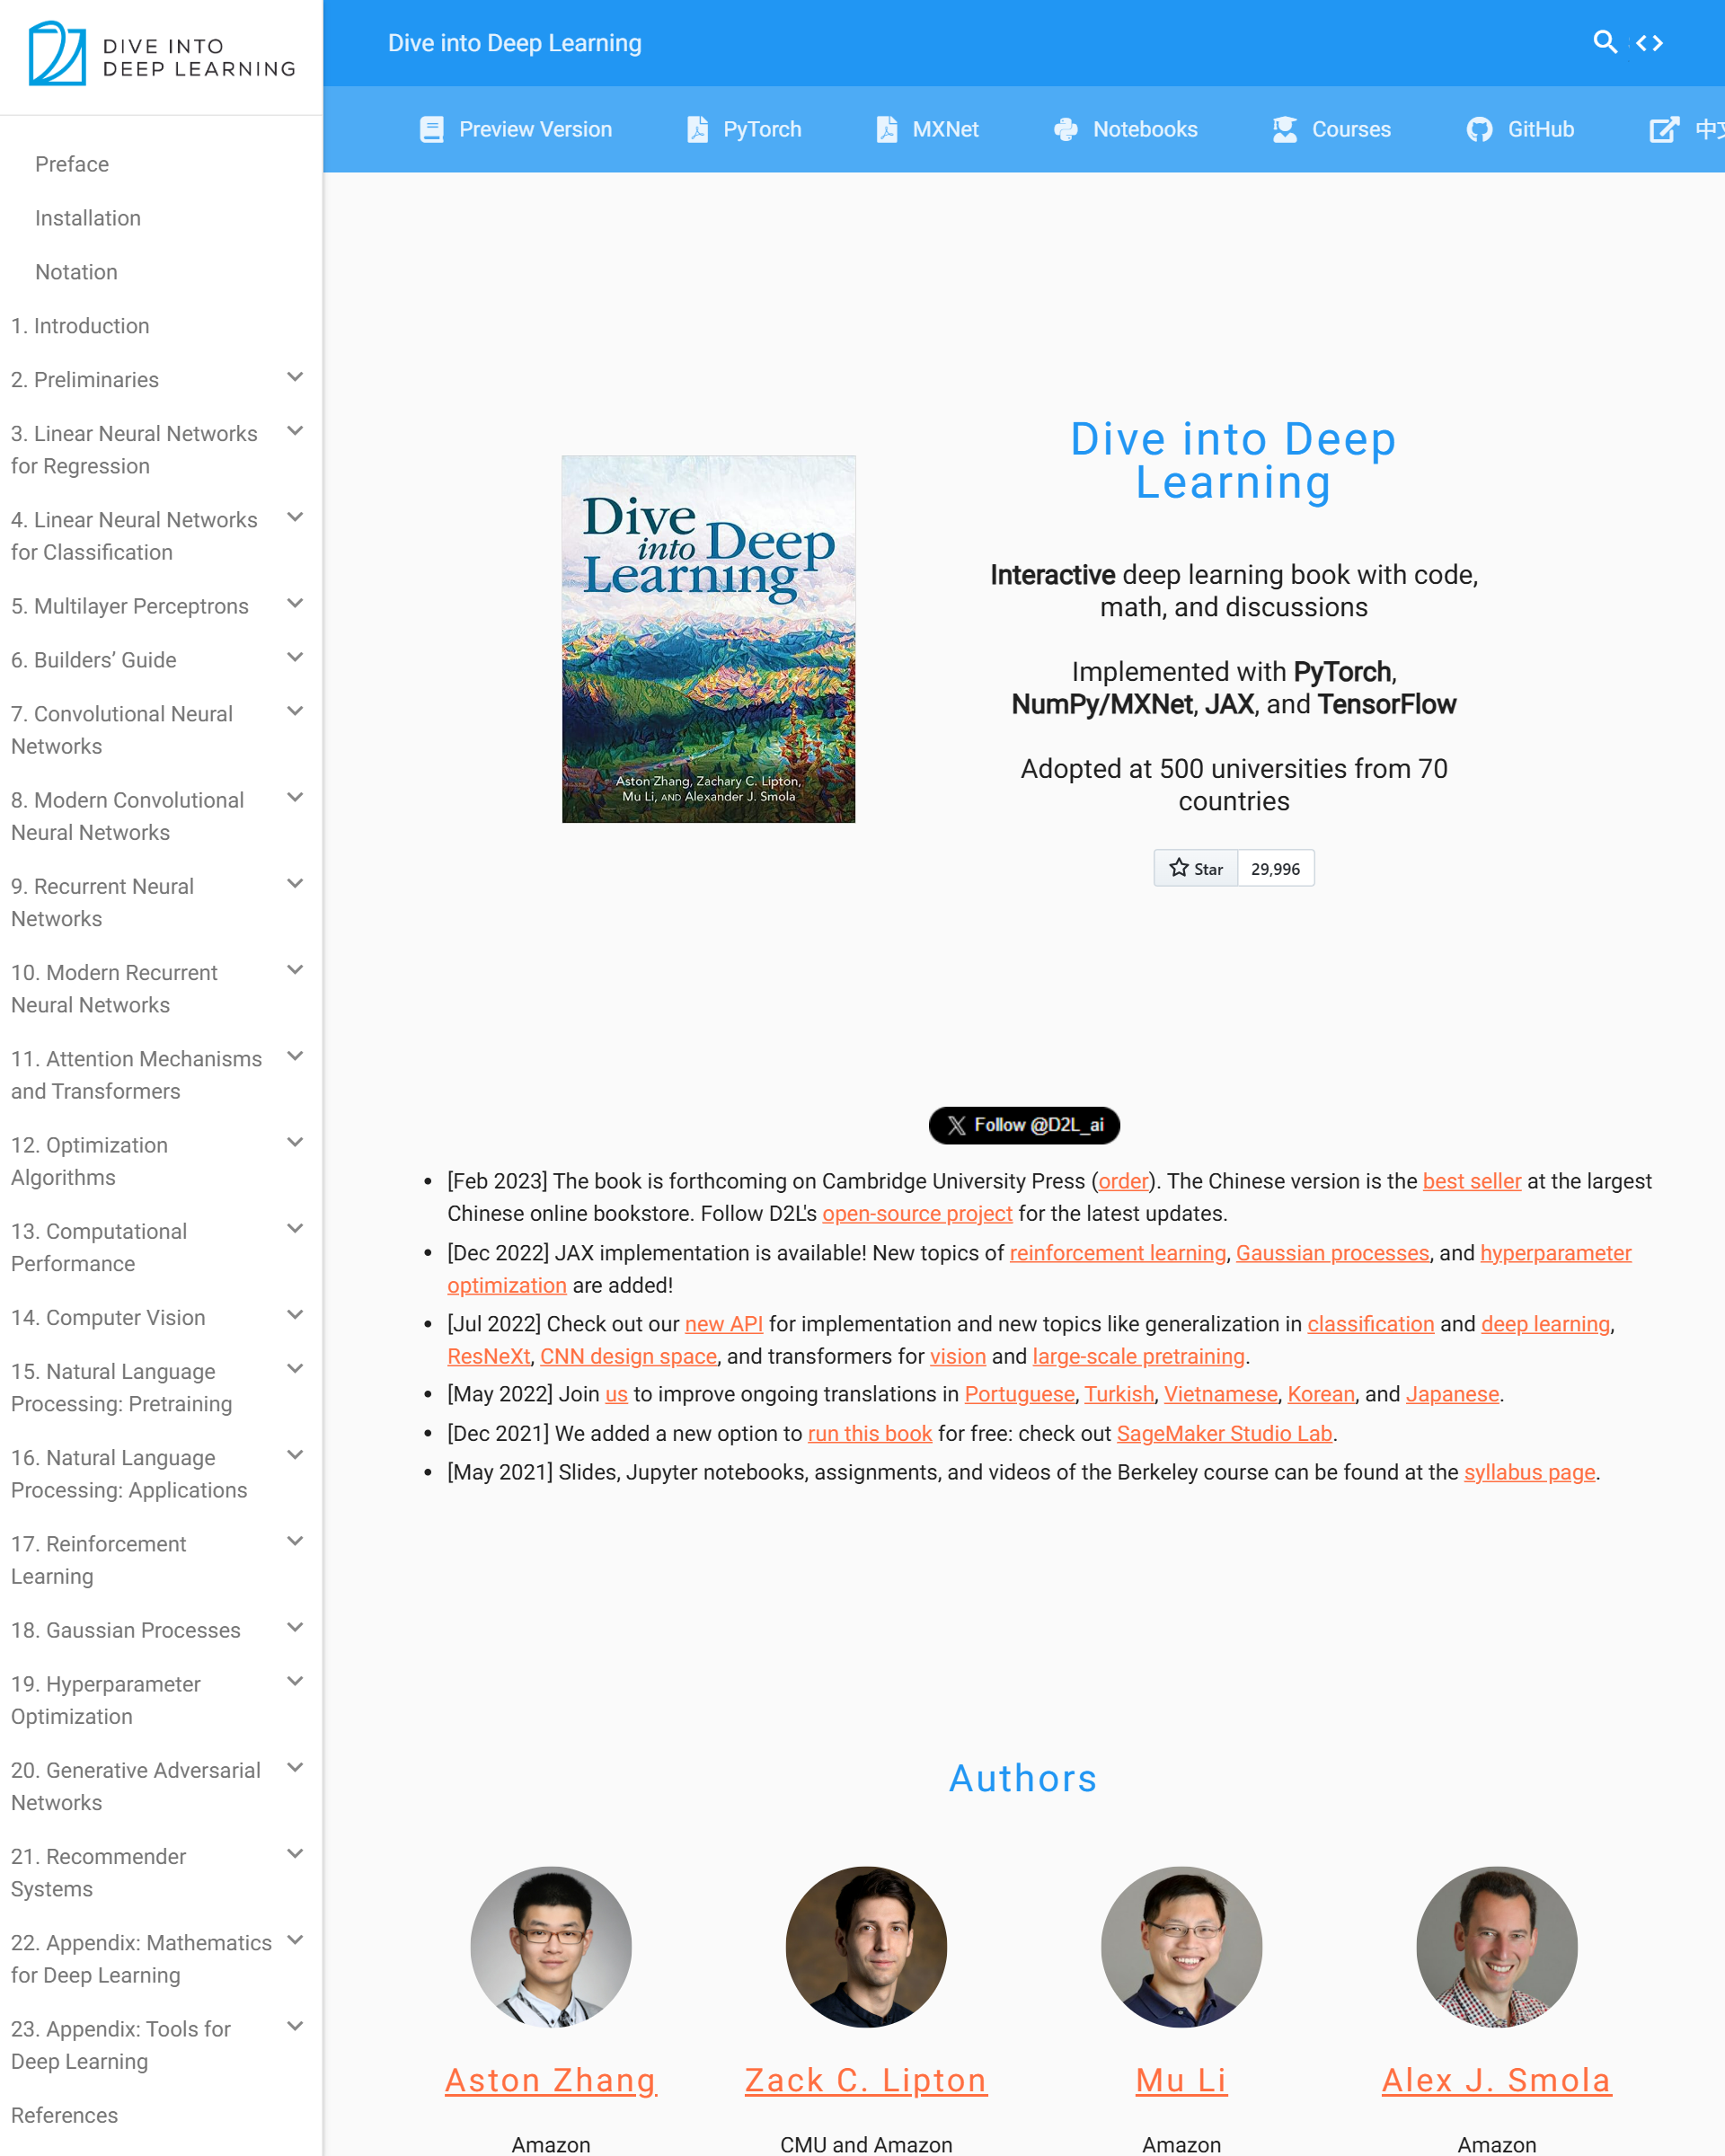 DIVE INTO
DEEP LEARNING
Preface
Installation
Notation
1. Introduction
2. Preliminaries
3. Linear Neural Networks
for Regression
4. Linear Neural Networks
for Classification
5. Multilayer Perceptrons
6. Builders’ Guide
7. Convolutional Neural
Networks
8. Modern Convolutional
Neural Networks
9. Recurrent Neural
Networks
10. Modern Recurrent
Neural Networks
11. Attention Mechanisms
and Transformers
12. Optimization
Algorithms
13. Computational
Performance
14. Computer Vision
15. Natural Language
Processing: Pretraining
16. Natural Language
Processing: Applications
17. Reinforcement
Learning
18. Gaussian Processes
19. Hyperparameter
Optimization
20. Generative Adversarial
Networks
21. Recommender
Systems
22. Appendix: Mathematics
for Deep Learning
23. Appendix: Tools for
Deep Learning
References
Dive into Deep Learning
Preview Version PyTorch MXNet Notebooks Courses GitHub 中
Dive
into Deep
Learning
Aston Zhang, Zachary C. Lipton,
Mu Li, AND Alexander J. Smola
Dive into Deep
Learning
Interactive deep learning book with code,
math, and discussions
Implemented with PyTorch,
NumPy/MXNet, JAX, and TensorFlow
Adopted at 500 universities from 70
countries
Star 29,996
Follow @D2L_ai
• [Feb 2023] The book is forthcoming on Cambridge University Press (order). The Chinese version is the best seller at the largest
Chinese online bookstore. Follow D2L's open-source project for the latest updates.
• [Dec 2022] JAX implementation is available! New topics of reinforcement learning, Gaussian processes, and hyperparameter
optimization are added!
• [Jul 2022] Check out our new API for implementation and new topics like generalization in classification and deep learning,
ResNeXt, CNN design space, and transformers for vision and large-scale pretraining.
• [May 2022] Join us to improve ongoing translations in Portuguese, Turkish, Vietnamese, Korean, and Japanese.
• [Dec 2021] We added a new option to run this book for free: check out SageMaker Studio Lab.
• [May 2021] Slides, Jupyter notebooks, assignments, and videos of the Berkeley course can be found at the syllabus page.
Authors
Aston Zhang
Amazon
Zack C. Lipton
CMU and Amazon
Mu Li
Amazon
Alex J. Smola
Amazon